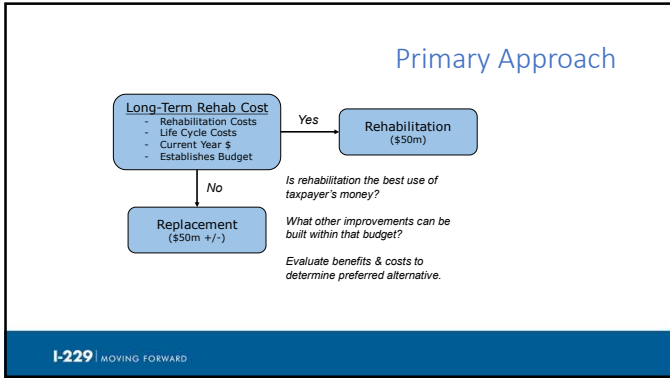 Primary Approach
Long-Term Rehab Cost
- Rehabilitation Costs
- Life Cycle Costs
- Current Year $
- Establishes Budget
Yes
Rehabilitation
($50m)
No
Replacement
($50m +/-)
Is rehabilitation the best use of
taxpayer's money?
What other improvements can be
built within that budget?
Evaluate benefits & costs to
determine preferred alternative.
I-229 | MOVING FORWARD